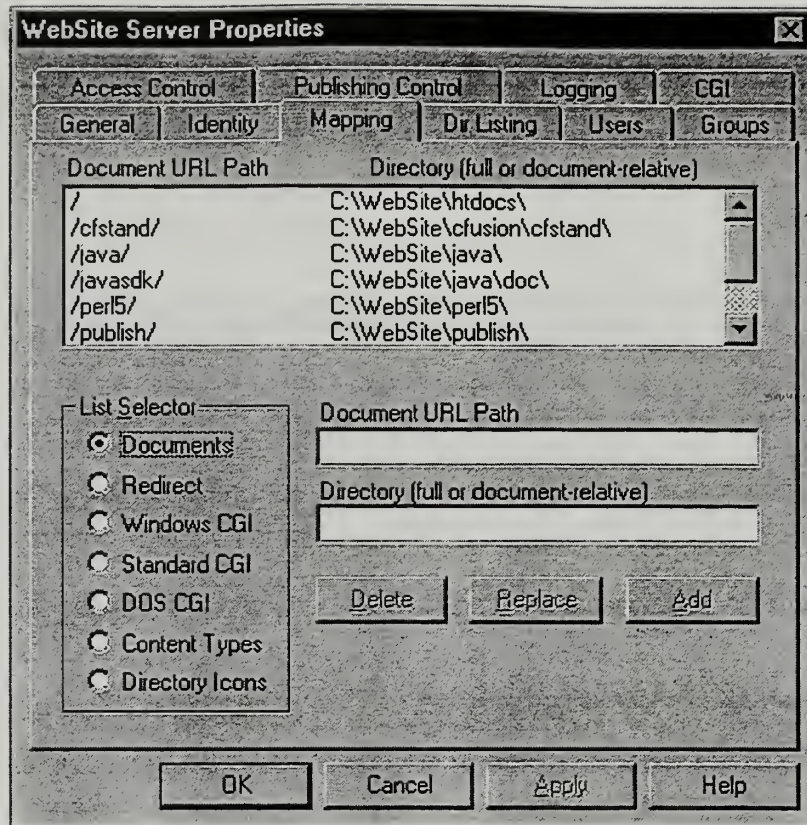 WebSite Server Properties
Access Control Publishing Control Logging CGI
General Identity Mapping Dir Listing Users Groups
Document URL Path Directory (full or document-relative)
/ C:\WebSite\htdocs\
/cfstand/ C:\WebSite\cfusion\cfstand\
/java/ C:\WebSite\java\
/javasdk/ C:\WebSite\java\doc\
/perl5/ C:\WebSite\perl5\
/publish/ C:\WebSite\publish\
List Selector
Documents
Redirect
Windows CGI
Standard CGI
DOS CGI
Content Types
Directory Icons
Document URL Path
Directory (full or document-relative)
Delete Replace Add
OK Cancel Apply Help